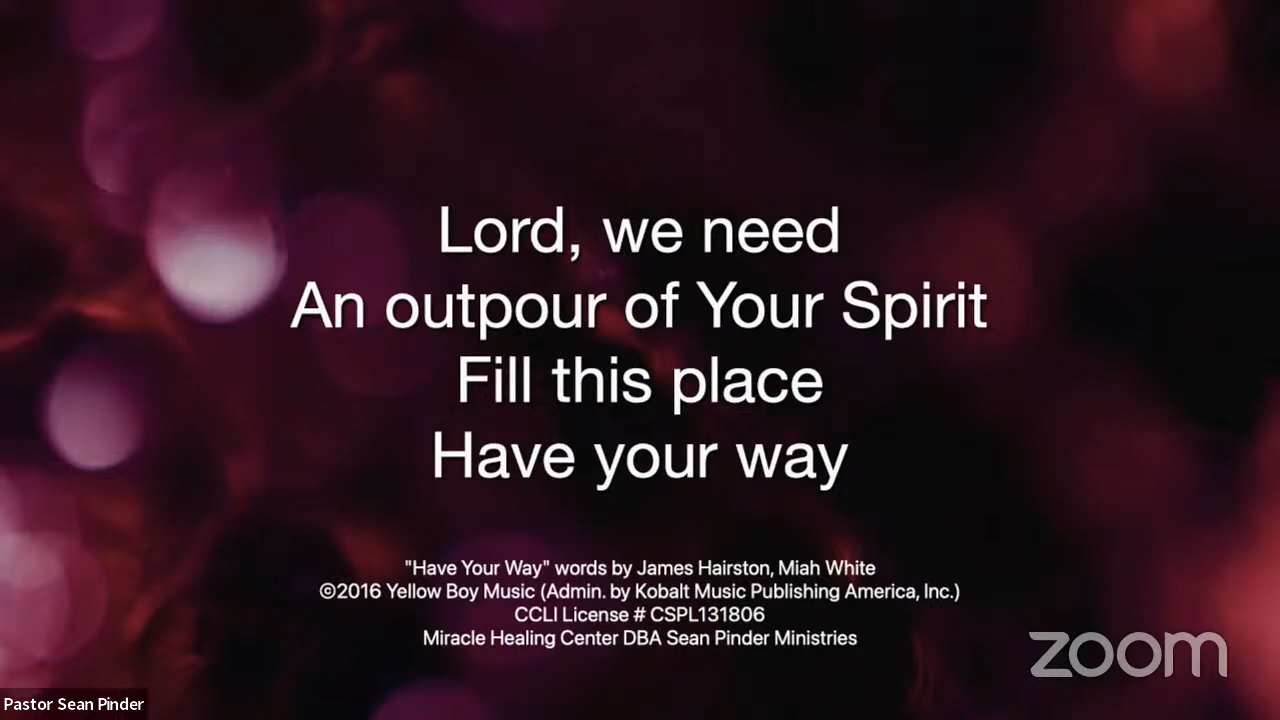 Lord, we need
An outpour of Your Spirit
Fill this place
Have your way
"Have Your Way" words by James Hairston, Miah White
©2016 Yellow Boy Music (Admin. by Kobalt Music Publishing America, Inc.)
CCLI License # CSPL131806
Miracle Healing Center DBA Sean Pinder Ministries
zoom
Pastor Sean Pinder